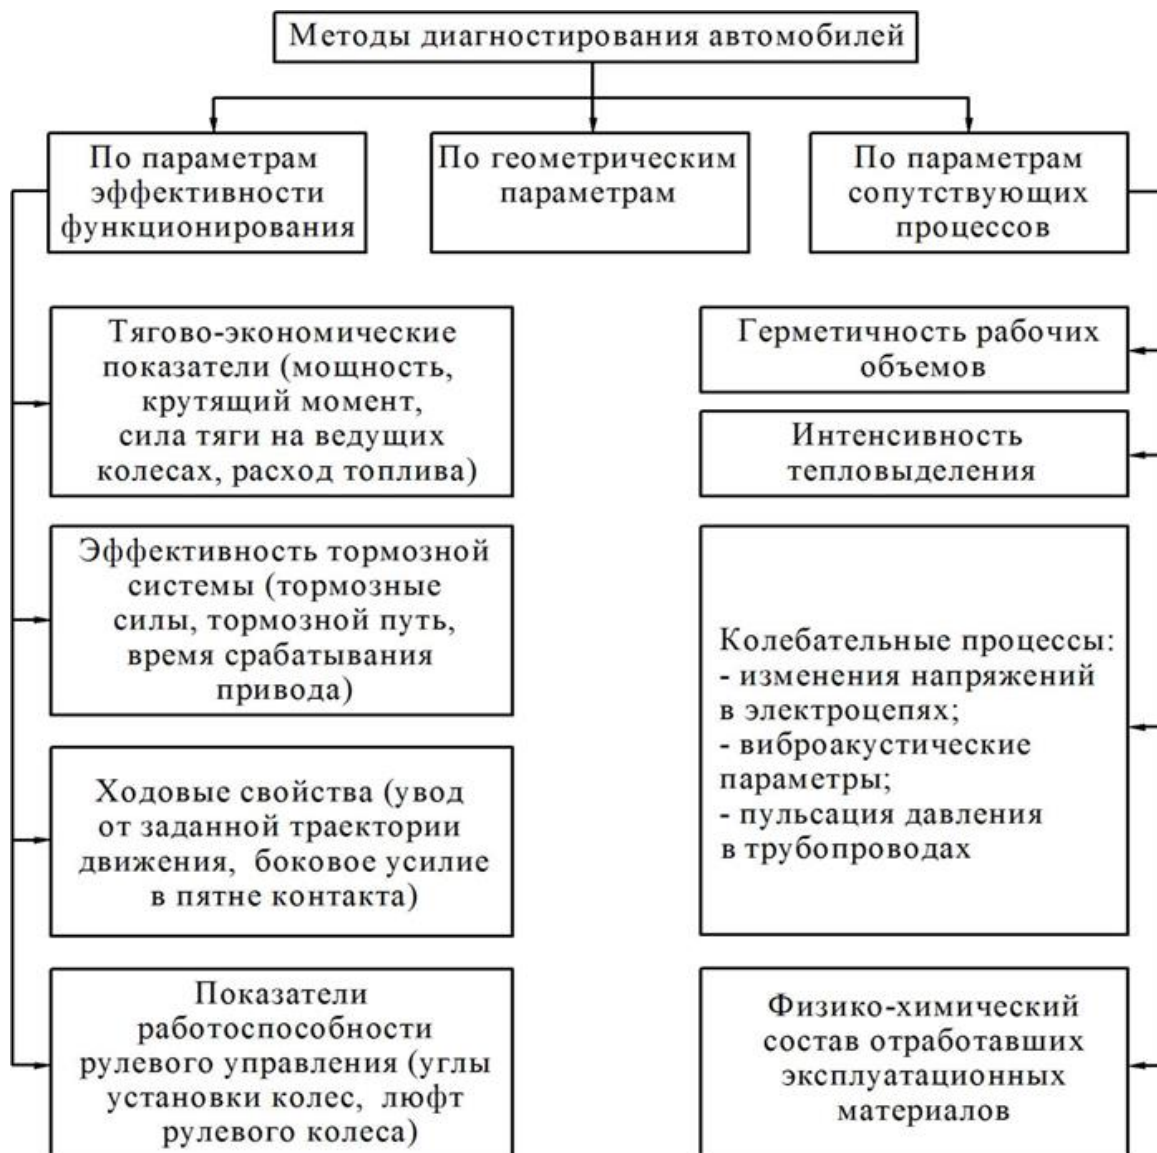 Методы диагностирования автомобилей
По параметрам
эффективности
функционирования
По геометрическим
параметрам
По параметрам
сопутствующих
процессов
Тягово-экономические
показатели (мощность,
крутящий момент,
сила тяги на ведущих
колесах, расход топлива)
Эффективность тормозной
системы (тормозные
силы, тормозной путь,
время срабатывания
привода)
Ходовые свойства (увод
от заданной траектории
движения, боковое усилие
в пятне контакта)
Показатели
работоспособности
рулевого управления (углы
установки колес, люфт
рулевого колеса)
Герметичность рабочих
объемов
Интенсивность
тепловыделения
Колебательные процессы:
- изменения напряжений
в электроцепях;
- виброакустические
параметры;
- пульсация давления
в трубопроводах
Физико-химический
состав отработавших
эксплуатационных
материалов